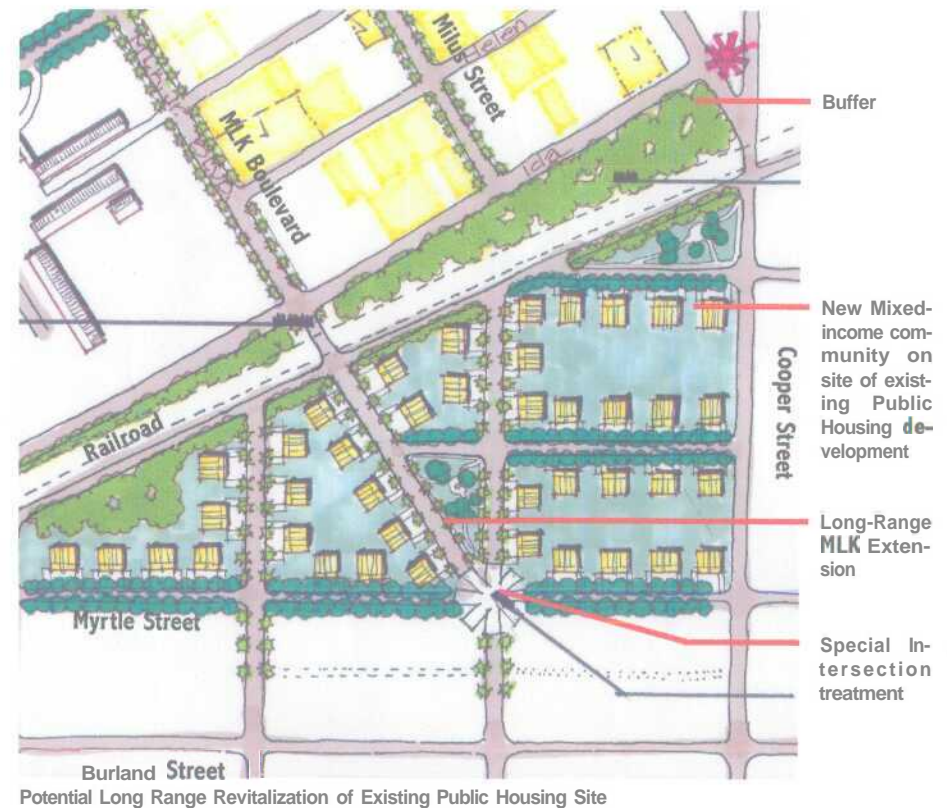 Milus Street
MLK Boulevard
Buffer
New Mixed-
income com-
munity on
site of exist-
ing Public
Housing de-
velopment
Cooper Street
Railroad
Long-Range
MLK Exten-
sion
Myrtle Street
Special In-
tersection
treatment
Burland Street
Potential Long Range Revitalization of Existing Public Housing Site